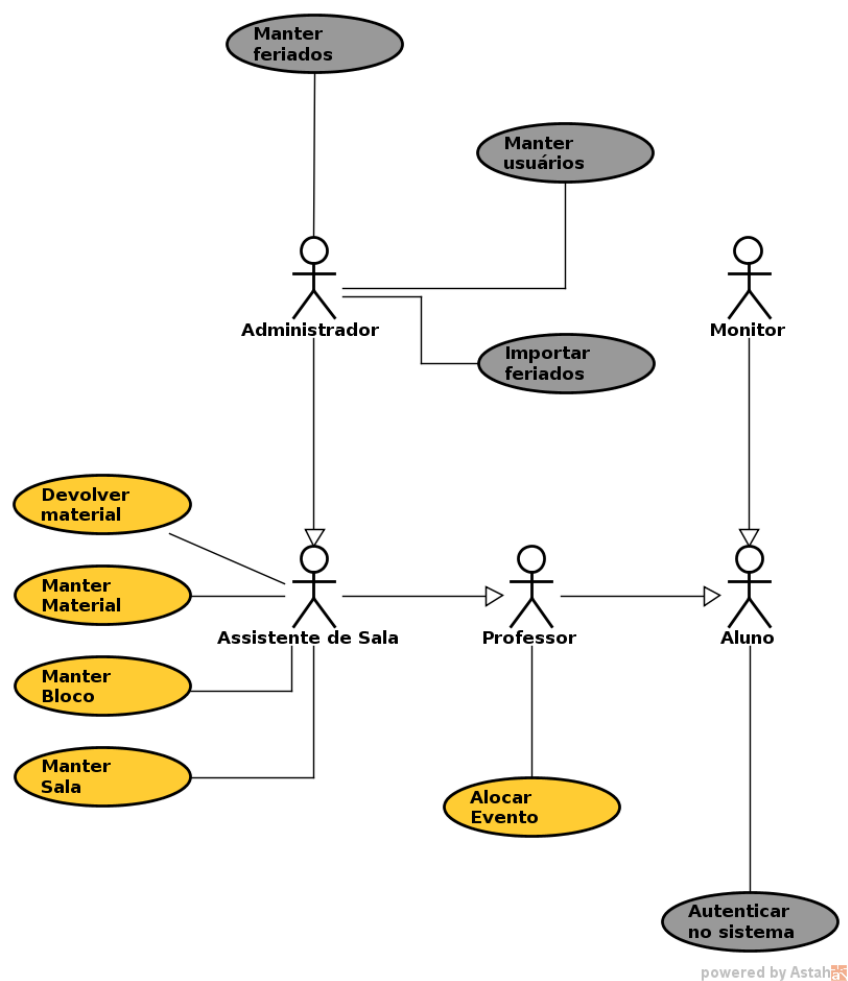 Manter
feriados
Manter
usuários
Administrador
Monitor
Importar
feriados
Devolver
material
Manter
Material
Assistente de Sala
Professor
Aluno
Manter
Bloco
Manter
Sala
Alocar
Evento
Autenticar
no sistema
powered by Astah